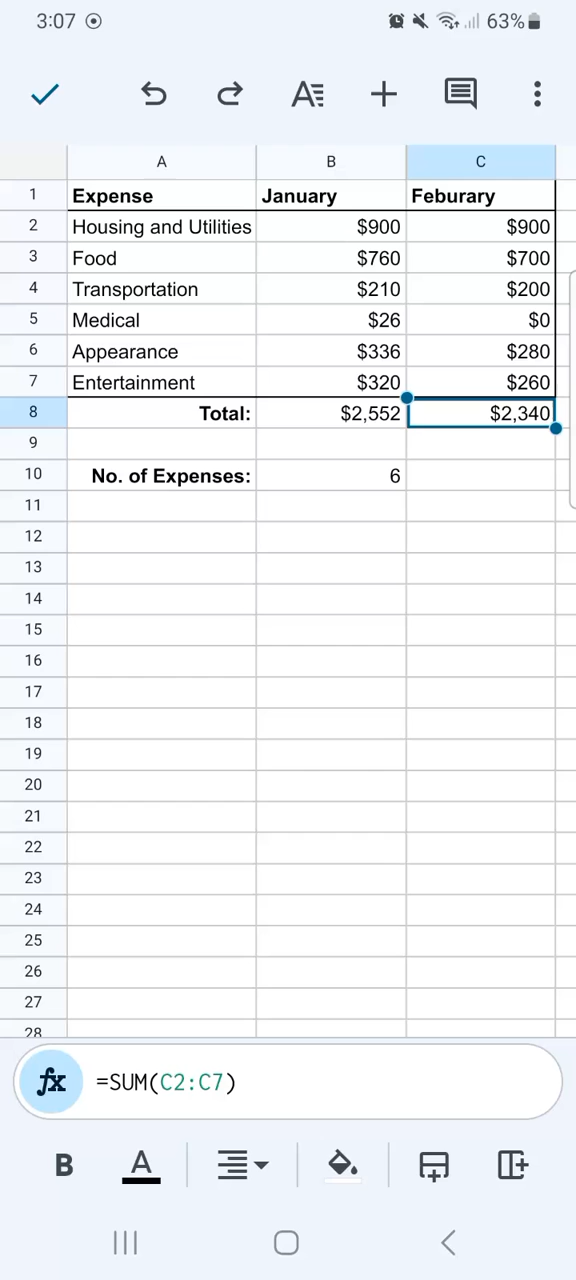 3:07 63%
A B C
1 Expense January Feburary
2 Housing and Utilities $900 $900
3 Food $760 $700
4 Transportation $210 $200
5 Medical $26 $0
6 Appearance $336 $280
7 Entertainment $320 $260
8 Total: $2,552 $2,340
9
10 No. of Expenses: 6
11
12
13
14
15
16
17
18
19
20
21
22
23
24
25
26
27
28
fx =SUM(C2:C7)
B A